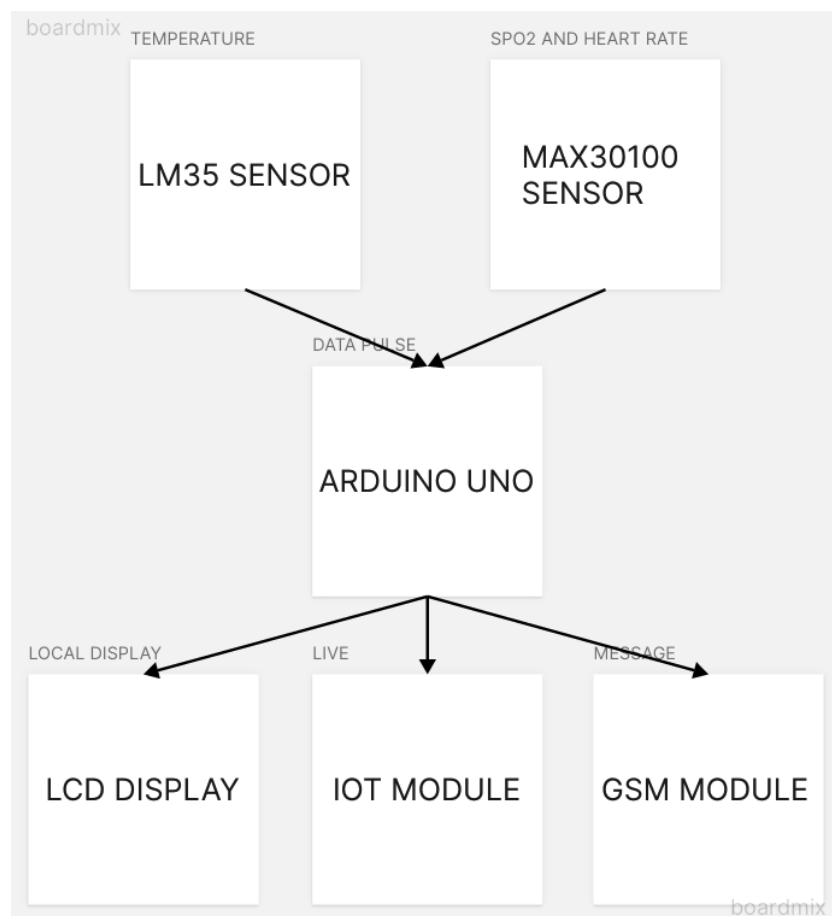 boardmix
TEMPERATURE
SPO2 AND HEART RATE
LM35 SENSOR
MAX30100
SENSOR
DATA PULSE
ARDUINO UNO
LOCAL DISPLAY
LIVE
MESSAGE
LCD DISPLAY
IOT MODULE
GSM MODULE
boardmix